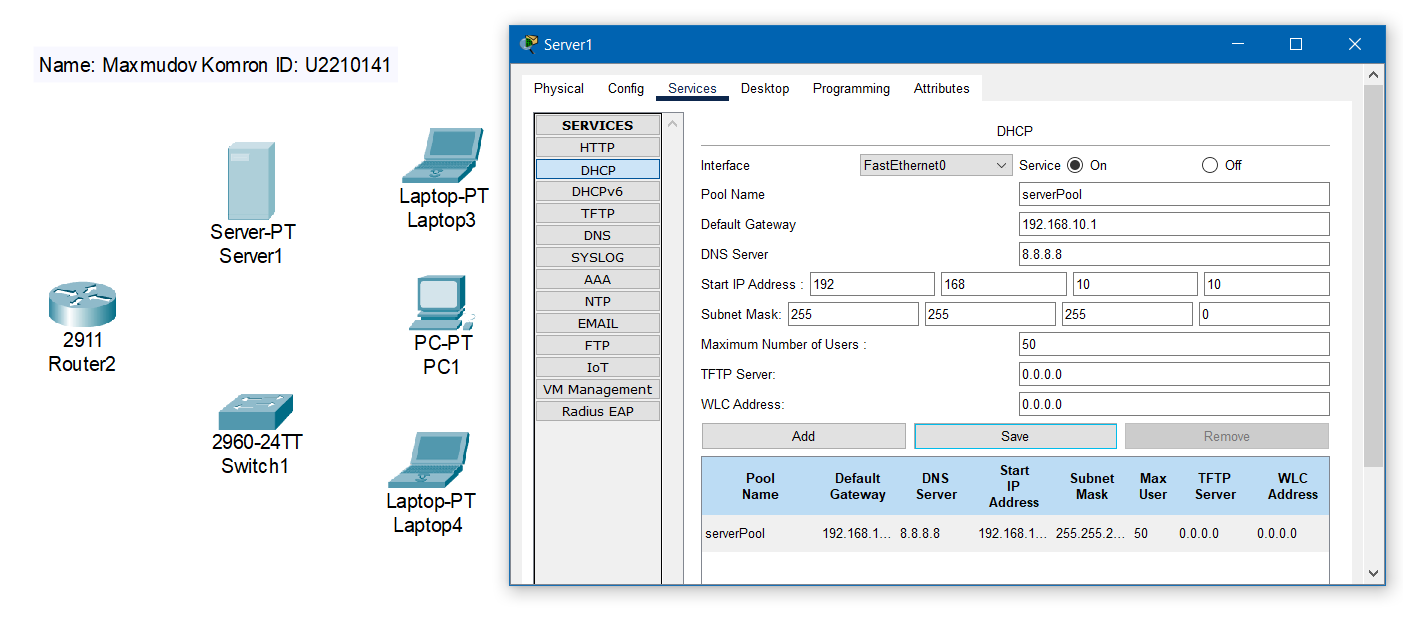 Name: Maxmudov Komron ID: U2210141
Server-PT
Server1
Laptop-PT
Laptop3
2911
Router2
PC-PT
PC1
2960-24TT
Switch1
Laptop-PT
Laptop4
Server1
Physical Config Services Desktop Programming Attributes
SERVICES
HTTP
DHCP
DHCPv6
TFTP
DNS
SYSLOG
AAA
NTP
EMAIL
FTP
IoT
VM Management
Radius EAP
DHCP
Interface FastEthernet0 Service On Off
Pool Name serverPool
Default Gateway 192.168.10.1
DNS Server 8.8.8.8
Start IP Address : 192 168 10 10
Subnet Mask: 255 255 255 0
Maximum Number of Users : 50
TFTP Server: 0.0.0.0
WLC Address: 0.0.0.0
Add Save Remove
Pool Name Default Gateway DNS Server Start IP Address Subnet Mask Max User TFTP Server WLC Address
serverPool 192.168.1... 8.8.8.8 192.168.1... 255.255.2... 50 0.0.0.0 0.0.0.0